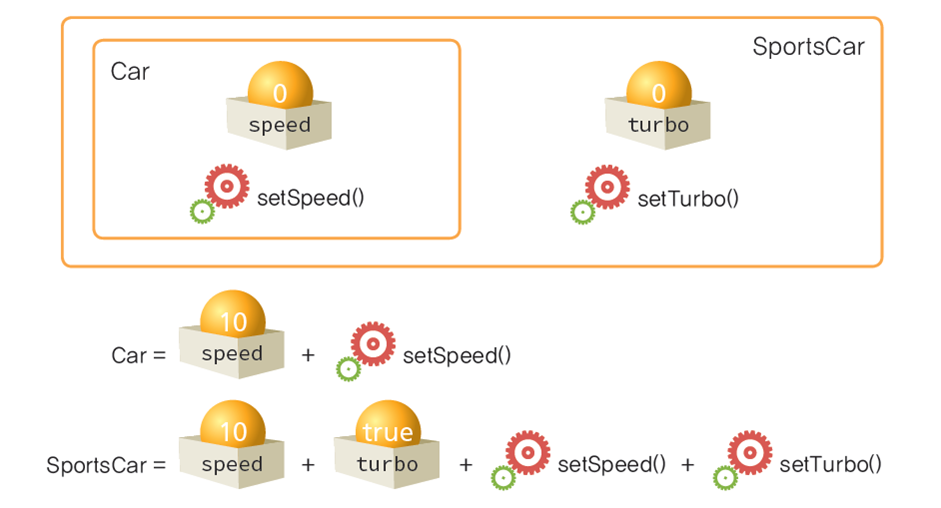 SportsCar
Car
0
speed
setSpeed()
0
turbo
setTurbo()
Car = 10 speed + setSpeed()
SportsCar = 10 speed + true turbo + setSpeed() + setTurbo()